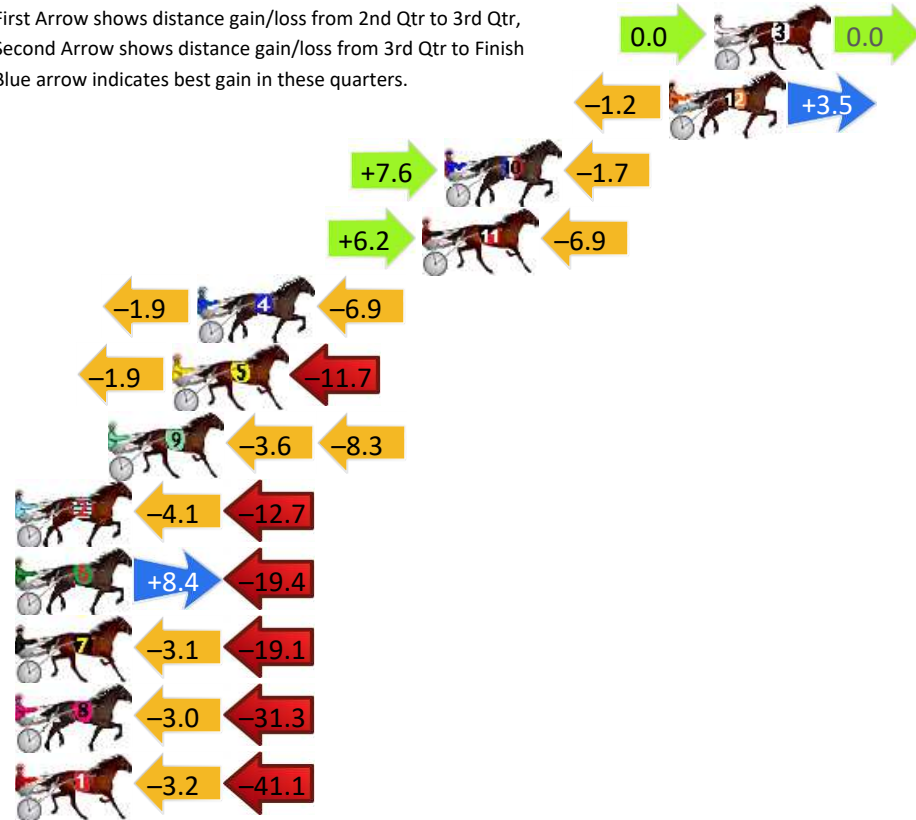 First Arrow shows distance gain/loss from 2nd Qtr to 3rd Qtr,
Second Arrow shows distance gain/loss from 3rd Qtr to Finish
Blue arrow indicates best gain in these quarters.
0.0 3 0.0
–1.2 12 +3.5
+7.6 10 –1.7
+6.2 11 –6.9
–1.9 4 –6.9
–1.9 5 –11.7
9 –3.6 –8.3
2 –4.1 –12.7
6 +8.4 –19.4
7 –3.1 –19.1
8 –3.0 –31.3
1 –3.2 –41.1